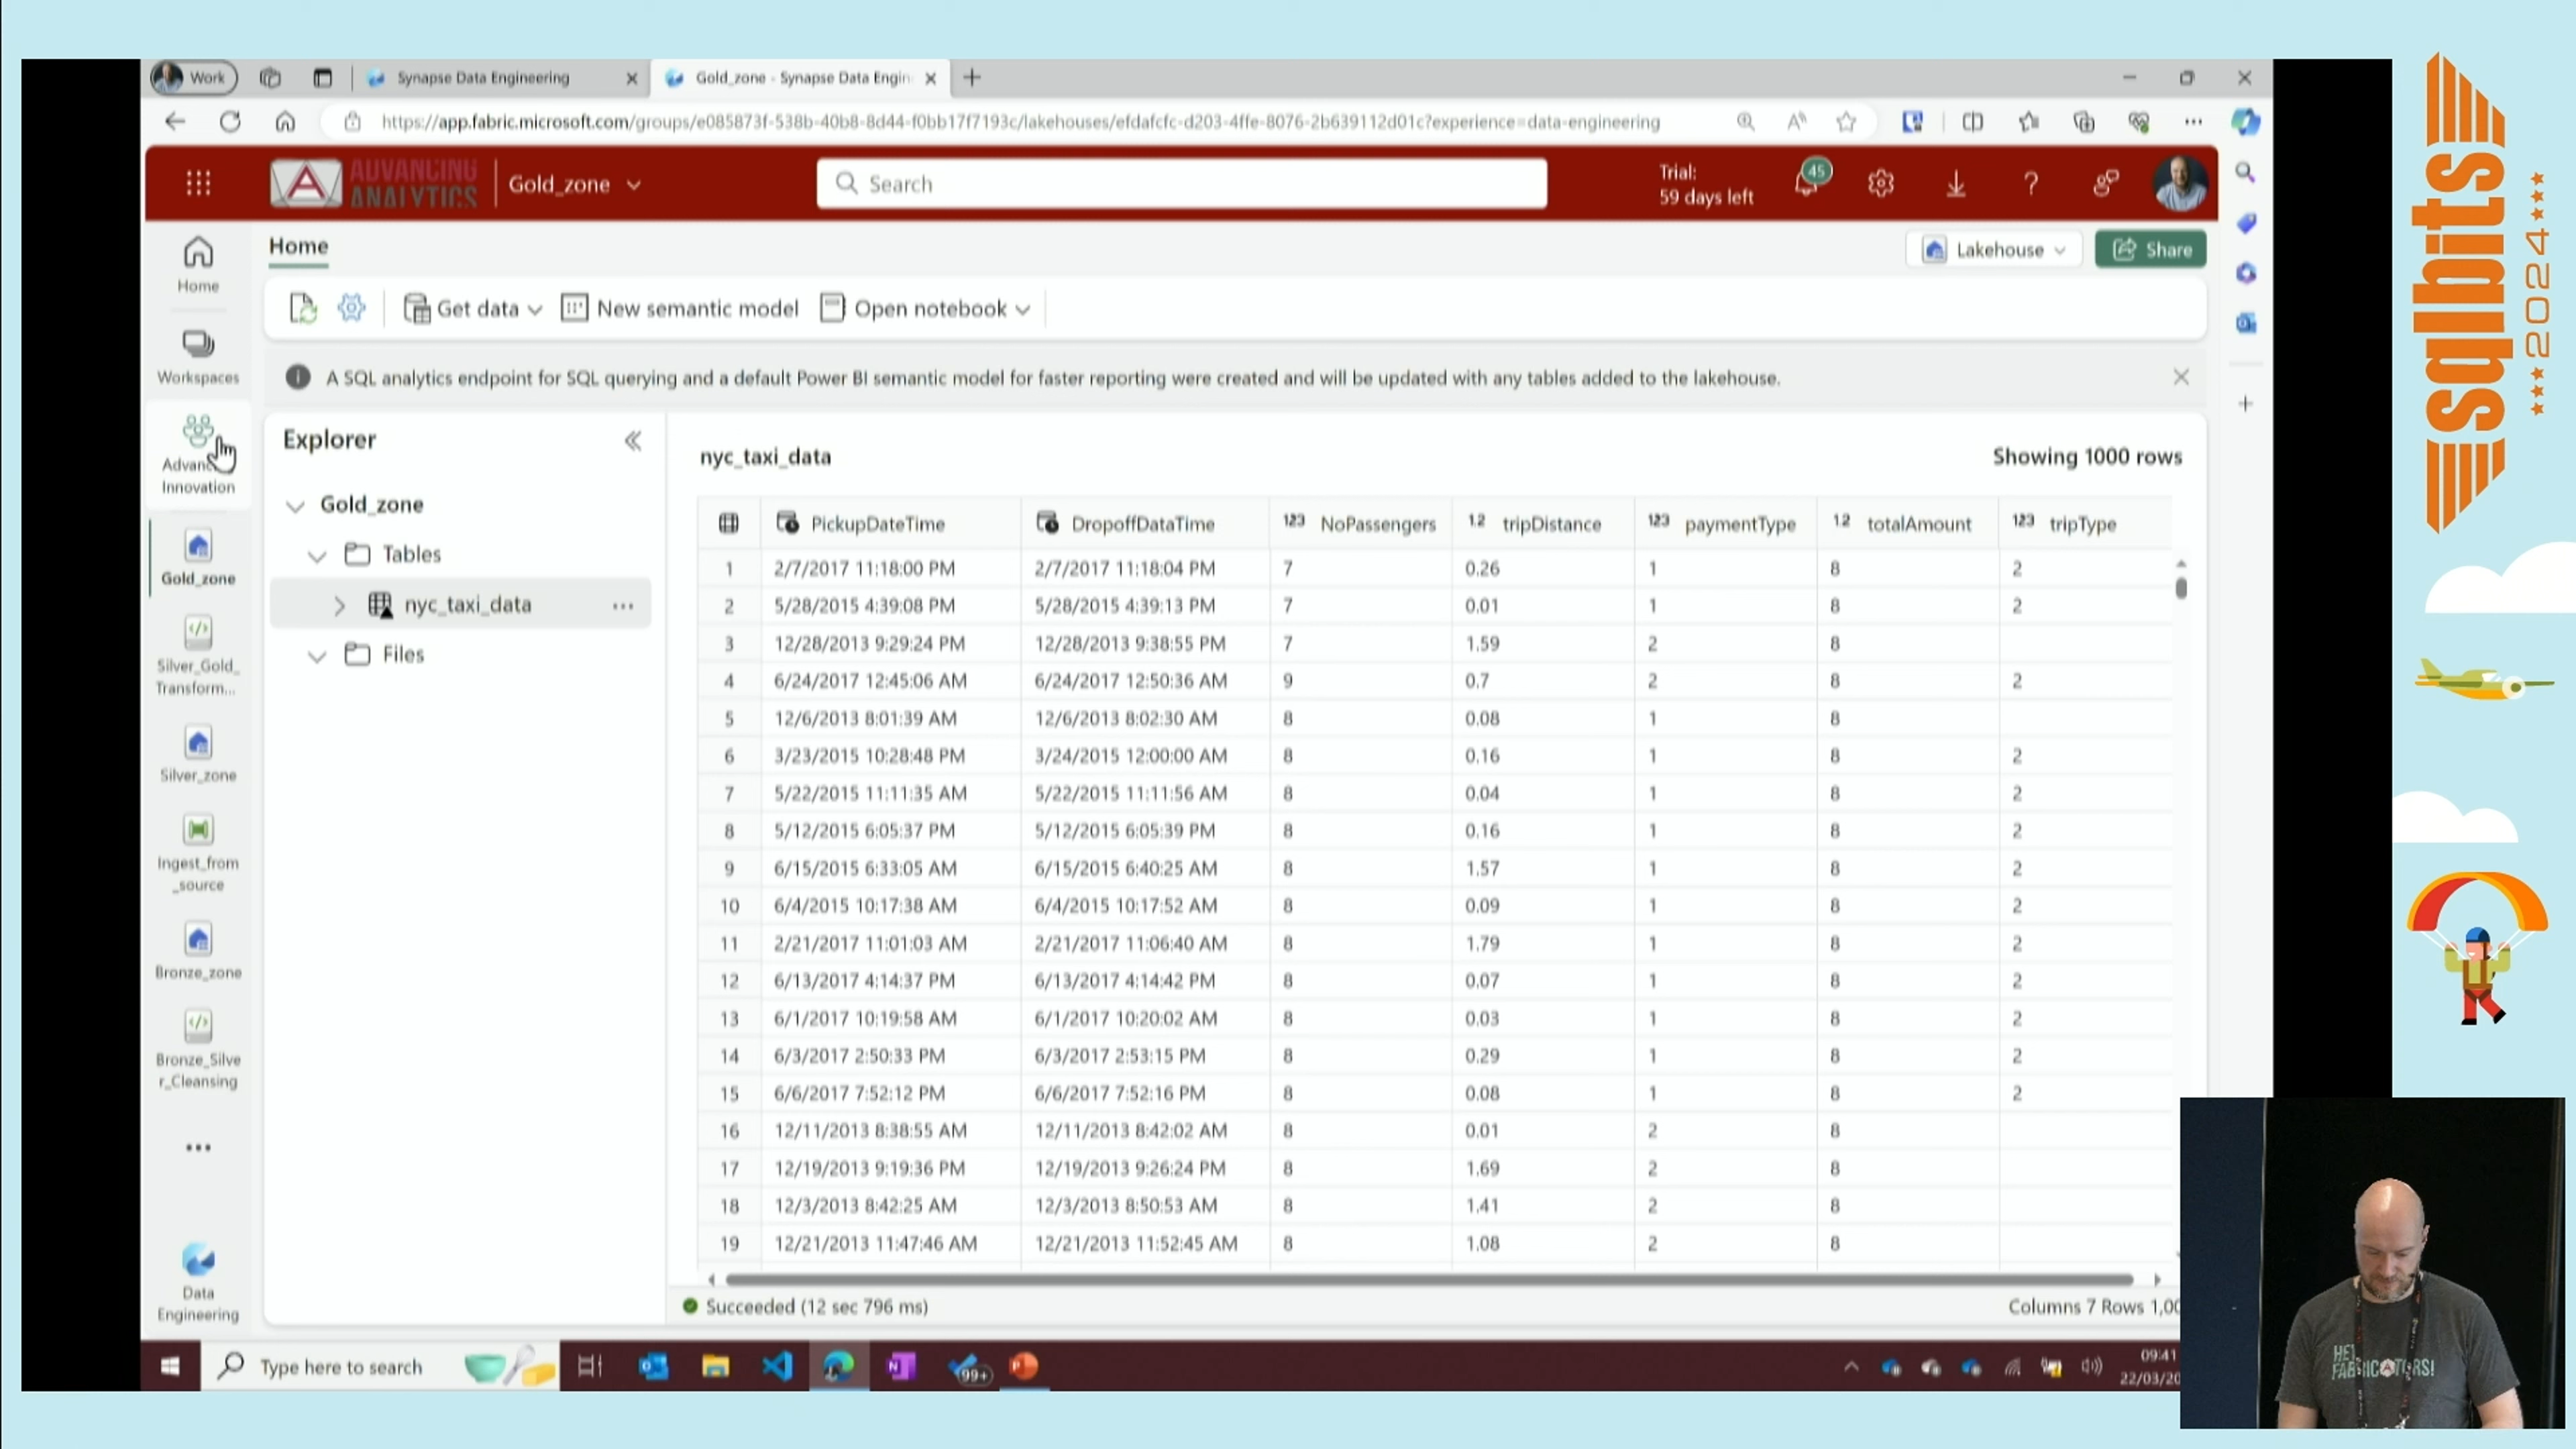 Work
Synapse Data Engineering
Gold_zone - Synapse Data Engin
https://app.fabric.microsoft.com/groups/e085873f-538b-40b8-8d44-f0bb17f7193c/lakehouses/efdafcfc-d203-4ffe-8076-2b639112d01c?experience=data-engineering
ADVANCING
ANALYTICS
Gold_zone
Search
Trial:
59 days left
45
Home
Lakehouse
Share
Get data
New semantic model
Open notebook
A SQL analytics endpoint for SQL querying and a default Power BI semantic model for faster reporting were created and will be updated with any tables added to the lakehouse.
Home
Workspaces
Innovation
Gold_zone
Silver_Gold_
Transform...
Silver_zone
Ingest_from
_source
Bronze_zone
Bronze_Silve
r_Cleansing
Data
Engineering
Explorer
Gold_zone
Tables
nyc_taxi_data
Files
nyc_taxi_data
Showing 1000 rows
PickupDateTime DropoffDataTime 123 NoPassengers 1.2 tripDistance 123 paymentType 1.2 totalAmount 123 tripType
1 2/7/2017 11:18:00 PM 2/7/2017 11:18:04 PM 7 0.26 1 8 2
2 5/28/2015 4:39:08 PM 5/28/2015 4:39:13 PM 7 0.01 1 8 2
3 12/28/2013 9:29:24 PM 12/28/2013 9:38:55 PM 7 1.59 2 8
4 6/24/2017 12:45:06 AM 6/24/2017 12:50:36 AM 9 0.7 2 8 2
5 12/6/2013 8:01:39 AM 12/6/2013 8:02:30 AM 8 0.08 1 8
6 3/23/2015 10:28:48 PM 3/24/2015 12:00:00 AM 8 0.16 1 8 2
7 5/22/2015 11:11:35 AM 5/22/2015 11:11:56 AM 8 0.04 1 8 2
8 5/12/2015 6:05:37 PM 5/12/2015 6:05:39 PM 8 0.16 1 8 2
9 6/15/2015 6:33:05 AM 6/15/2015 6:40:25 AM 8 1.57 1 8 2
10 6/4/2015 10:17:38 AM 6/4/2015 10:17:52 AM 8 0.09 1 8 2
11 2/21/2017 11:01:03 AM 2/21/2017 11:06:40 AM 8 1.79 1 8 2
12 6/13/2017 4:14:37 PM 6/13/2017 4:14:42 PM 8 0.07 1 8 2
13 6/1/2017 10:19:58 AM 6/1/2017 10:20:02 AM 8 0.03 1 8 2
14 6/3/2017 2:50:33 PM 6/3/2017 2:53:15 PM 8 0.29 1 8 2
15 6/6/2017 7:52:12 PM 6/6/2017 7:52:16 PM 8 0.08 1 8 2
16 12/11/2013 8:38:55 AM 12/11/2013 8:42:02 AM 8 0.01 2 8
17 12/19/2013 9:19:36 PM 12/19/2013 9:26:24 PM 8 1.69 2 8
18 12/3/2013 8:42:25 AM 12/3/2013 8:50:53 AM 8 1.41 2 8
19 12/21/2013 11:47:46 AM 12/21/2013 11:52:45 AM 8 1.08 2 8
Succeeded (12 sec 796 ms)
Columns 7 Rows 1,00
Type here to search
99+
09:41
22/03/20
sqlbits
2024
FABRICATORS!